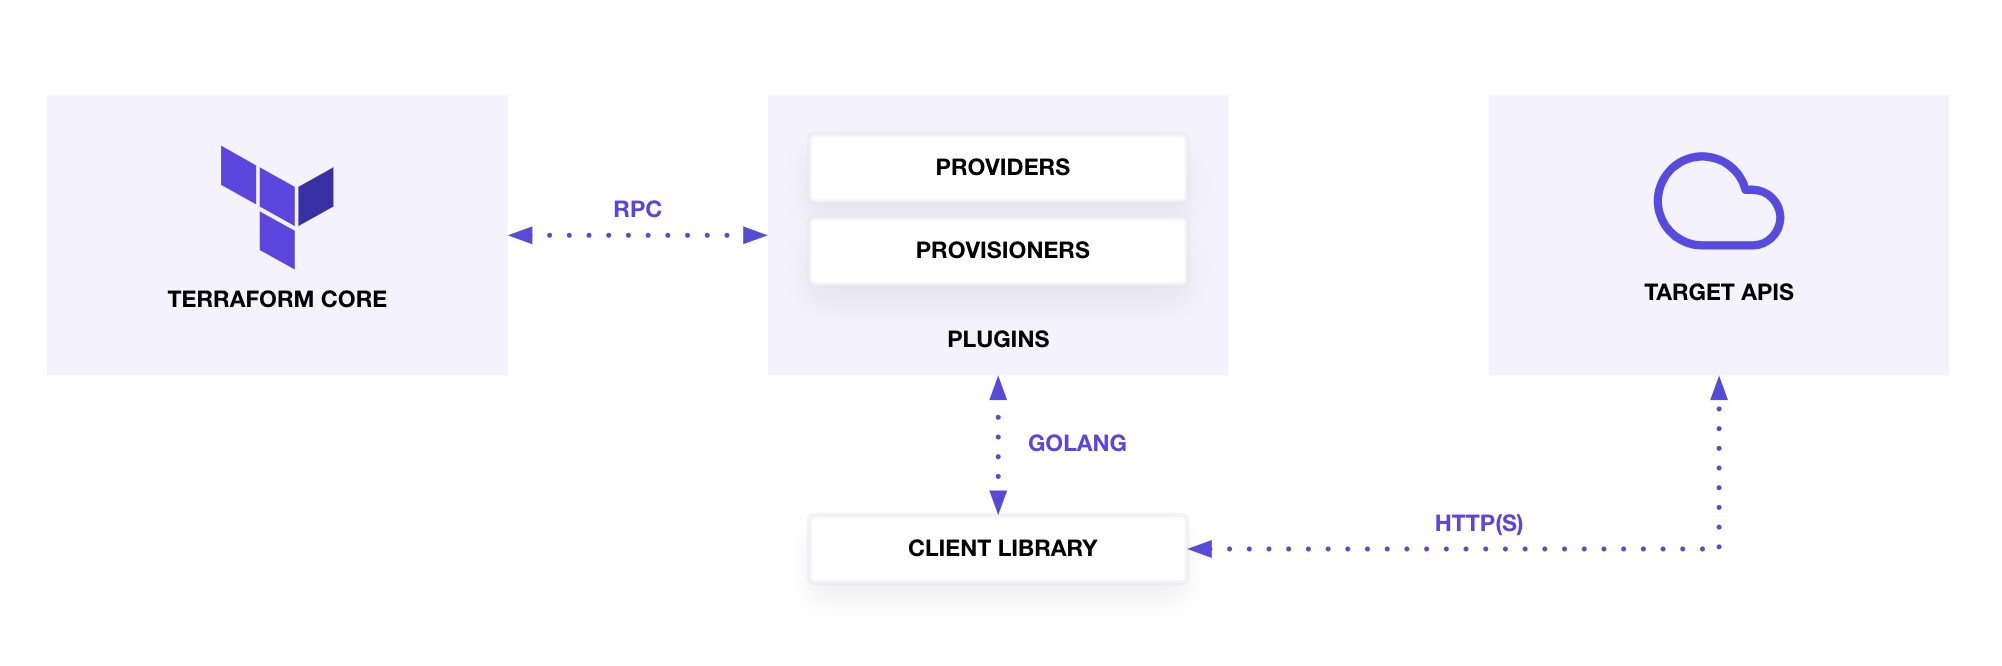 TERRAFORM CORE
RPC
PROVIDERS
PROVISIONERS
PLUGINS
GOLANG
CLIENT LIBRARY
HTTP(S)
TARGET APIS